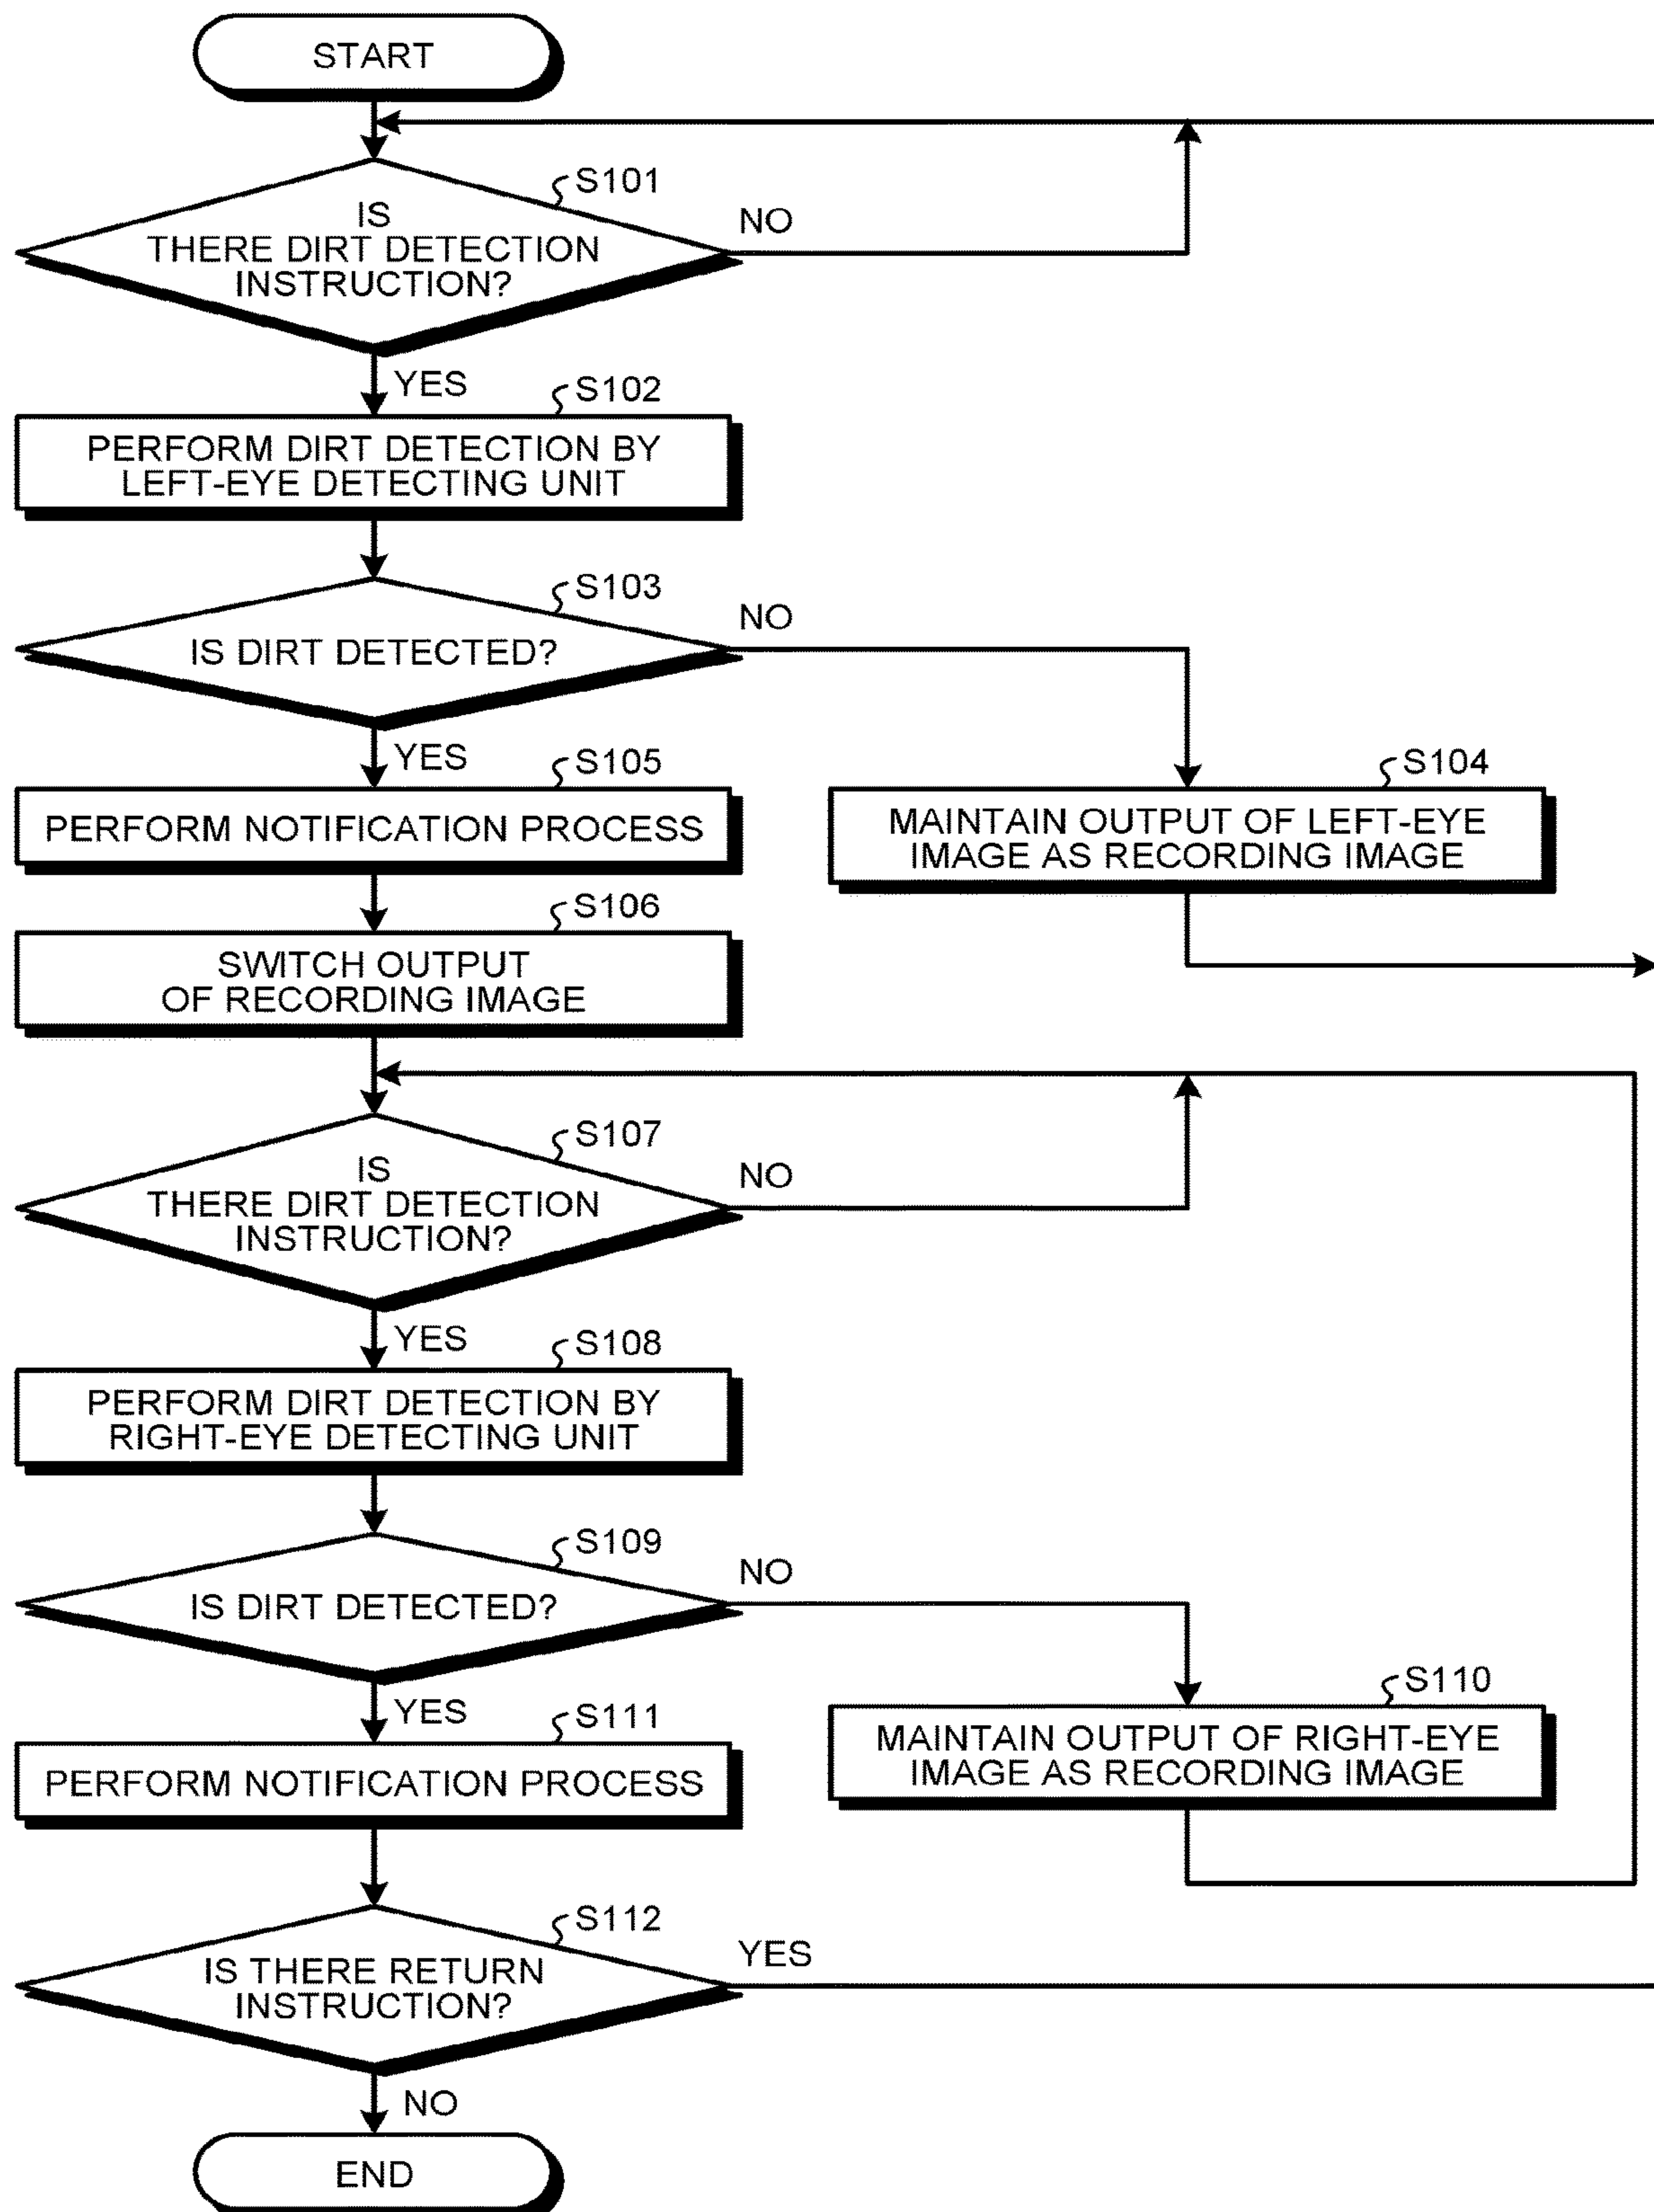 START
S101
IS
THERE DIRT DETECTION
INSTRUCTION?
NO
YES
S102
PERFORM DIRT DETECTION BY
LEFT-EYE DETECTING UNIT
S103
IS DIRT DETECTED?
NO
YES
S105
PERFORM NOTIFICATION PROCESS
S104
MAINTAIN OUTPUT OF LEFT-EYE
IMAGE AS RECORDING IMAGE
S106
SWITCH OUTPUT
OF RECORDING IMAGE
S107
IS
THERE DIRT DETECTION
INSTRUCTION?
NO
YES
S108
PERFORM DIRT DETECTION BY
RIGHT-EYE DETECTING UNIT
S109
IS DIRT DETECTED?
NO
YES
S111
PERFORM NOTIFICATION PROCESS
S110
MAINTAIN OUTPUT OF RIGHT-EYE
IMAGE AS RECORDING IMAGE
S112
IS THERE RETURN
INSTRUCTION?
YES
NO
END